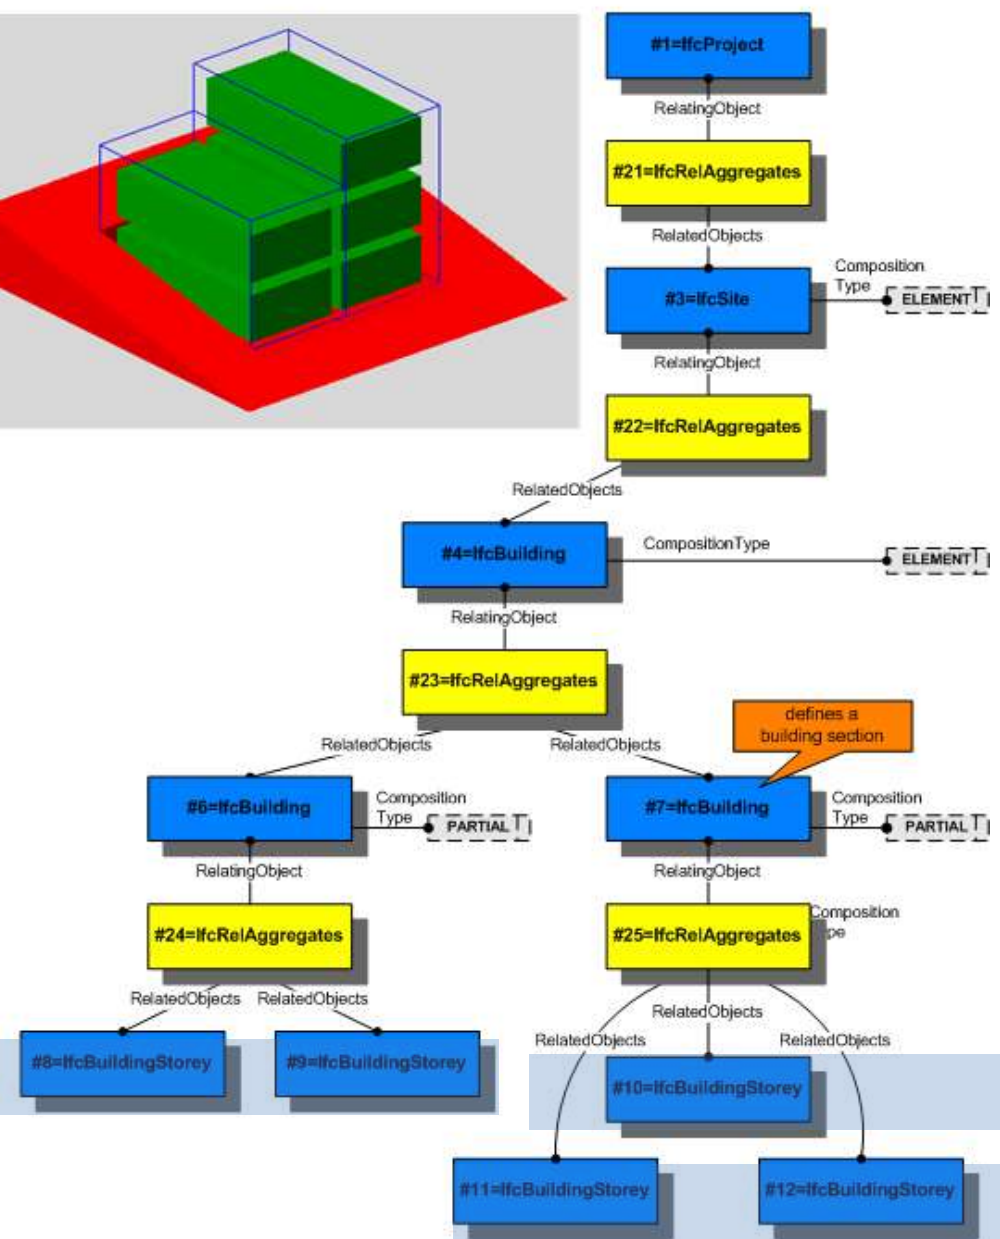 #1=IfcProject
RelatingObject
#21=IfcRelAggregates
RelatedObjects
#3=IfcSite
Composition
Type
ELEMENT T
RelatingObject
#22=IfcRelAggregates
RelatedObjects
#4=IfcBuilding
CompositionType
ELEMENT T
RelatingObject
#23=IfcRelAggregates
defines a
building section
RelatedObjects
RelatedObjects
#6=IfcBuilding
Composition
Type
PARTIAL T
#7=IfcBuilding
Composition
Type
PARTIAL T
RelatingObject
RelatingObject
#24=IfcRelAggregates
#25=IfcRelAggregates
Composition
pe
RelatedObjects
RelatedObjects
RelatedObjects
RelatedObjects
RelatedObjects
#8=IfcBuildingStorey
#9=IfcBuildingStorey
#10=IfcBuildingStorey
#11=IfcBuildingStorey
#12=IfcBuildingStorey